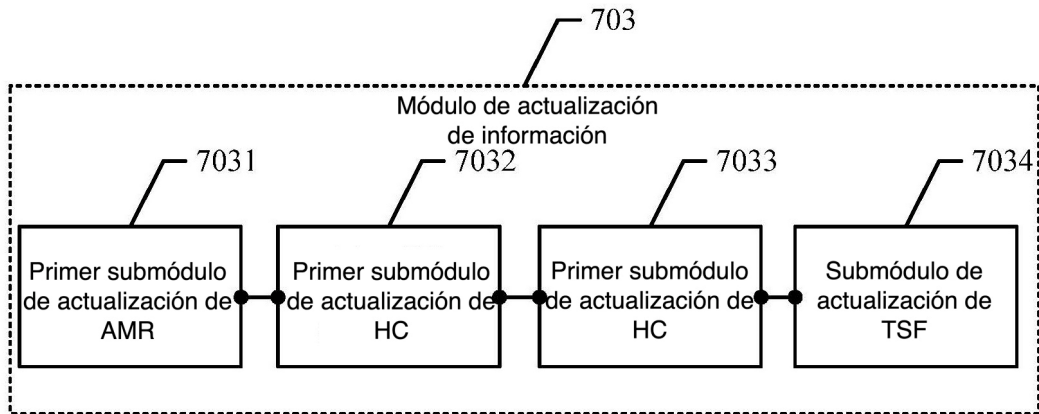 703
Módulo de actualización
de información
7031
7032
7033
7034
Primer submódulo
de actualización de
AMR
Primer submódulo
de actualización de
HC
Primer submódulo
de actualización de
HC
Submódulo de
actualización de
TSF